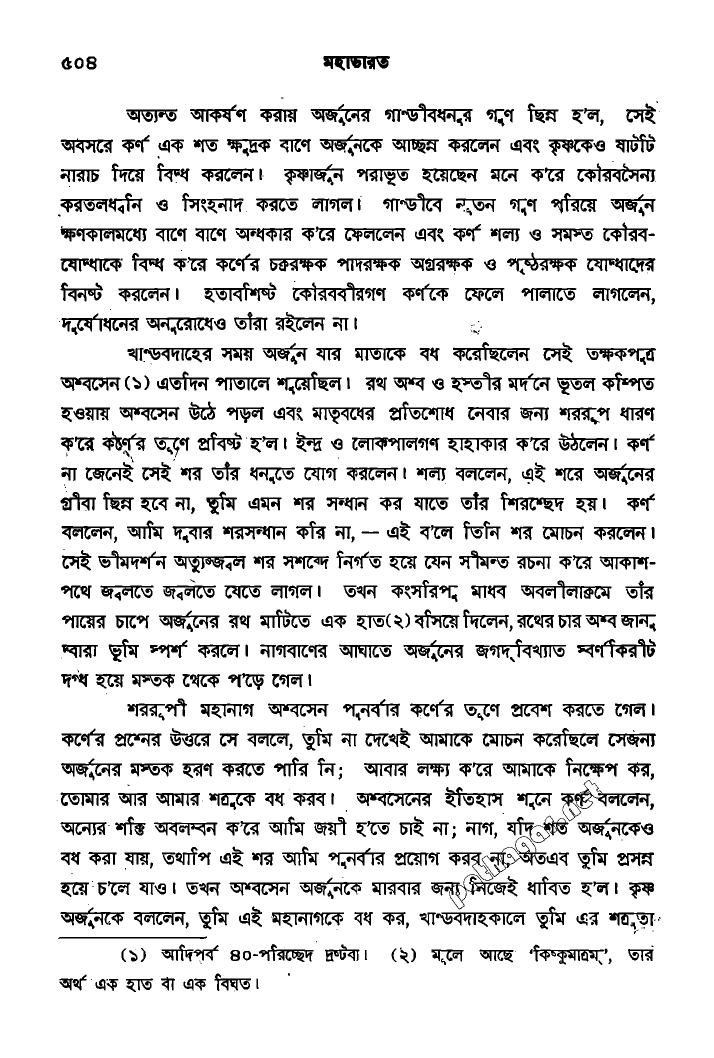 ৫০৪ মহাভারত
অত্যন্ত আকর্ষণ করায় অর্জুনের গাণ্ডীবধনুর গুণ ছিন্ন হ’ল, সেই
অবসরে কর্ণ এক শত ক্ষুদ্রক বাণে অর্জুনকে আচ্ছন্ন করলেন এবং কৃষ্ণকেও ষাটটি
নারাচ দিয়ে বিদ্ধ করলেন। কৃষ্ণার্জুন পরাভূত হয়েছেন মনে ক’রে কৌরবসৈন্য
করতলধ্বনি ও সিংহনাদ করতে লাগল। গাণ্ডীবে নূতন গুণ পরিয়ে অর্জুন
ক্ষণকালমধ্যে বাণে বাণে অন্ধকার ক’রে ফেললেন এবং কর্ণ শল্য ও সমস্ত কৌরব-
যোদ্ধাকে বিদ্ধ ক’রে কর্ণের চক্ররক্ষক পাদরক্ষক অগ্ররক্ষক ও পৃষ্ঠরক্ষক যোদ্ধাদের
বিনষ্ট করলেন। হতাবশিষ্ট কৌরববীরগণ কর্ণকে ফেলে পালাতে লাগলেন,
দুর্যোধনের অনুরোধেও তাঁরা রইলেন না।
খাণ্ডবদাহের সময় অর্জুন যার মাতাকে বধ করেছিলেন সেই তক্ষকপুত্র
অশ্বসেন(১) এতদিন পাতালে শুয়েছিল। রথ অশ্ব ও হস্তীর মর্দনে ভূতল কম্পিত
হওয়ায় অশ্বসেন উঠে পড়ল এবং মাতৃবধের প্রতিশোধ নেবার জন্য শররূপ ধারণ
ক’রে কর্ণের তূণে প্রবিষ্ট হ’ল। ইন্দ্র ও লোকপালগণ হাহাকার ক’রে উঠলেন। কর্ণ
না জেনেই সেই শর তাঁর ধনুতে যোগ করলেন। শল্য বললেন, এই শরে অর্জুনের
গ্রীবা ছিন্ন হবে না, তুমি এমন শর সন্ধান কর যাতে তাঁর শিরশ্ছেদ হয়। কর্ণ
বললেন, আমি দুবার শরসন্ধান করি না, — এই ব’লে তিনি শর মোচন করলেন।
সেই ভীমদর্শন অত্যুজ্জ্বল শর সশব্দে নির্গত হয়ে যেন সীমন্ত রচনা ক’রে আকাশ-
পথে জ্বলতে জ্বলতে যেতে লাগল। তখন কংসরিপু মাধব অবলীলাক্রমে তাঁর
পায়ের চাপে অর্জুনের রথ মাটিতে এক হাত(২) বসিয়ে দিলেন, রথের চার অশ্ব জানু
দ্বারা ভূমি স্পর্শ করলে। নাগবাণের আঘাতে অর্জুনের জগদ্‌বিখ্যাত স্বর্ণকিরীট
দগ্ধ হয়ে মস্তক থেকে প’ড়ে গেল।
শররূপী মহানাগ অশ্বসেন পুনর্বার কর্ণের তূণে প্রবেশ করতে গেল।
কর্ণের প্রশ্নের উত্তরে সে বললে, তুমি না দেখেই আমাকে মোচন করেছিলে সেজন্য
অর্জুনের মস্তক হরণ করতে পারি নি; আবার লক্ষ্য ক’রে আমাকে নিক্ষেপ কর,
তোমার আর আমার শত্রুকে বধ করব। অশ্বসেনের ইতিহাস শুনে কর্ণ বললেন,
অন্যের শক্তি অবলম্বন ক’রে আমি জয়ী হ’তে চাই না; নাগ, যদি শত অর্জুনকেও
বধ করা যায়, তথাপি এই শর আমি পুনর্বার প্রয়োগ করব না, অতএব তুমি প্রসন্ন
হয়ে চ’লে যাও। তখন অশ্বসেন অর্জুনকে মারবার জন্য নিজেই ধাবিত হ’ল। কৃষ্ণ
অর্জুনকে বললেন, তুমি এই মহানাগকে বধ কর, খাণ্ডবদাহকালে তুমি এর শত্রুতা
(১) আদিপর্ব ৪০-পরিচ্ছেদ দ্রষ্টব্য। (২) মূলে আছে ‘কিষ্কুমাত্রম্’, তার
অর্থ এক হাত বা এক বিঘত।
pathagar.net